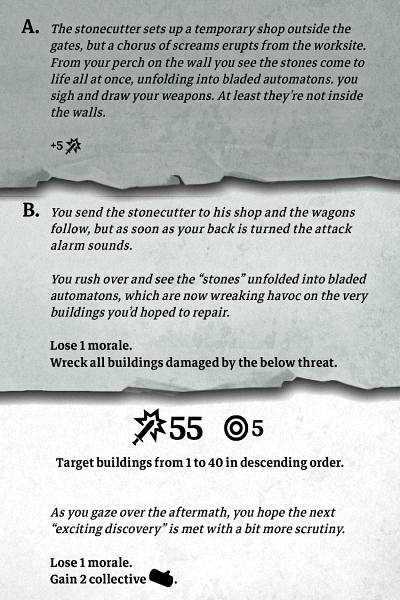 A. The stonecutter sets up a temporary shop outside the
gates, but a chorus of screams erupts from the worksite.
From your perch on the wall you see the stones come to
life all at once, unfolding into bladed automatons. you
sigh and draw your weapons. At least they're not inside
the walls.
+5
B. You send the stonecutter to his shop and the wagons
follow, but as soon as your back is turned the attack
alarm sounds.
You rush over and see the “stones” unfolded into bladed
automatons, which are now wreaking havoc on the very
buildings you'd hoped to repair.
Lose 1 morale.
Wreck all buildings damaged by the below threat.
55 5
Target buildings from 1 to 40 in descending order.
As you gaze over the aftermath, you hope the next
“exciting discovery” is met with a bit more scrutiny.
Lose 1 morale.
Gain 2 collective .